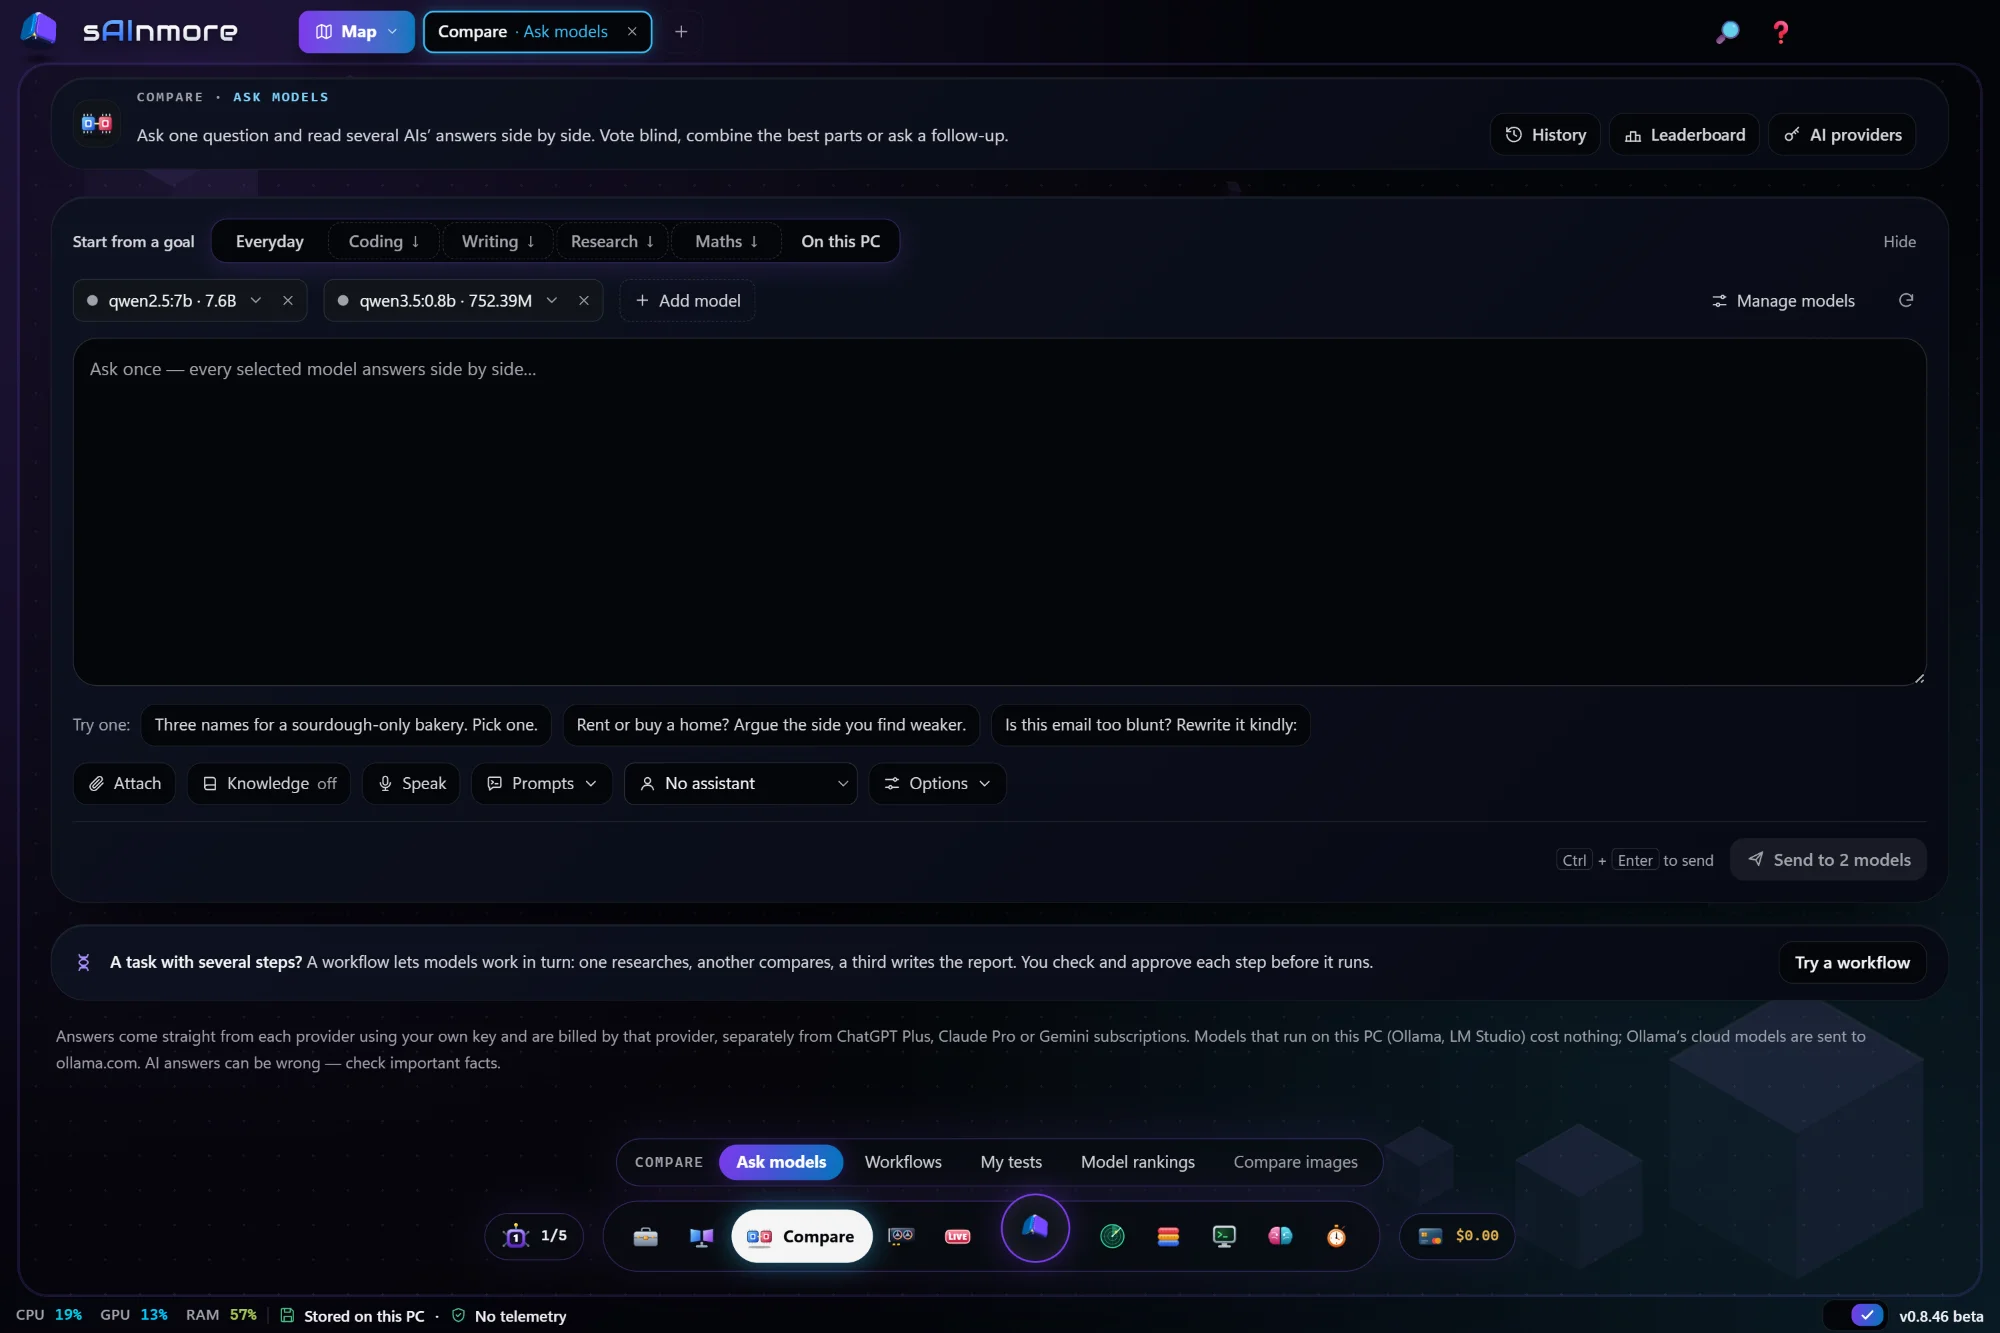 sAInmore
Map
Compare · Ask models
COMPARE · ASK MODELS
Ask one question and read several AIs’ answers side by side. Vote blind, combine the best parts or ask a follow-up.
History
Leaderboard
AI providers
Start from a goal
Everyday
Coding ↓
Writing ↓
Research ↓
Maths ↓
On this PC
Hide
qwen2.5:7b · 7.6B
qwen3.5:0.8b · 752.39M
+ Add model
Manage models
Ask once — every selected model answers side by side...
Try one:
Three names for a sourdough-only bakery. Pick one.
Rent or buy a home? Argue the side you find weaker.
Is this email too blunt? Rewrite it kindly:
Attach
Knowledge off
Speak
Prompts
No assistant
Options
Ctrl + Enter to send
Send to 2 models
A task with several steps? A workflow lets models work in turn: one researches, another compares, a third writes the report. You check and approve each step before it runs.
Try a workflow
Answers come straight from each provider using your own key and are billed by that provider, separately from ChatGPT Plus, Claude Pro or Gemini subscriptions. Models that run on this PC (Ollama, LM Studio) cost nothing; Ollama’s cloud models are sent to
ollama.com. AI answers can be wrong — check important facts.
COMPARE
Ask models
Workflows
My tests
Model rankings
Compare images
1
1/5
Compare
LIVE
$0.00
CPU 19%
GPU 13%
RAM 57%
Stored on this PC ·
No telemetry
v0.8.46 beta